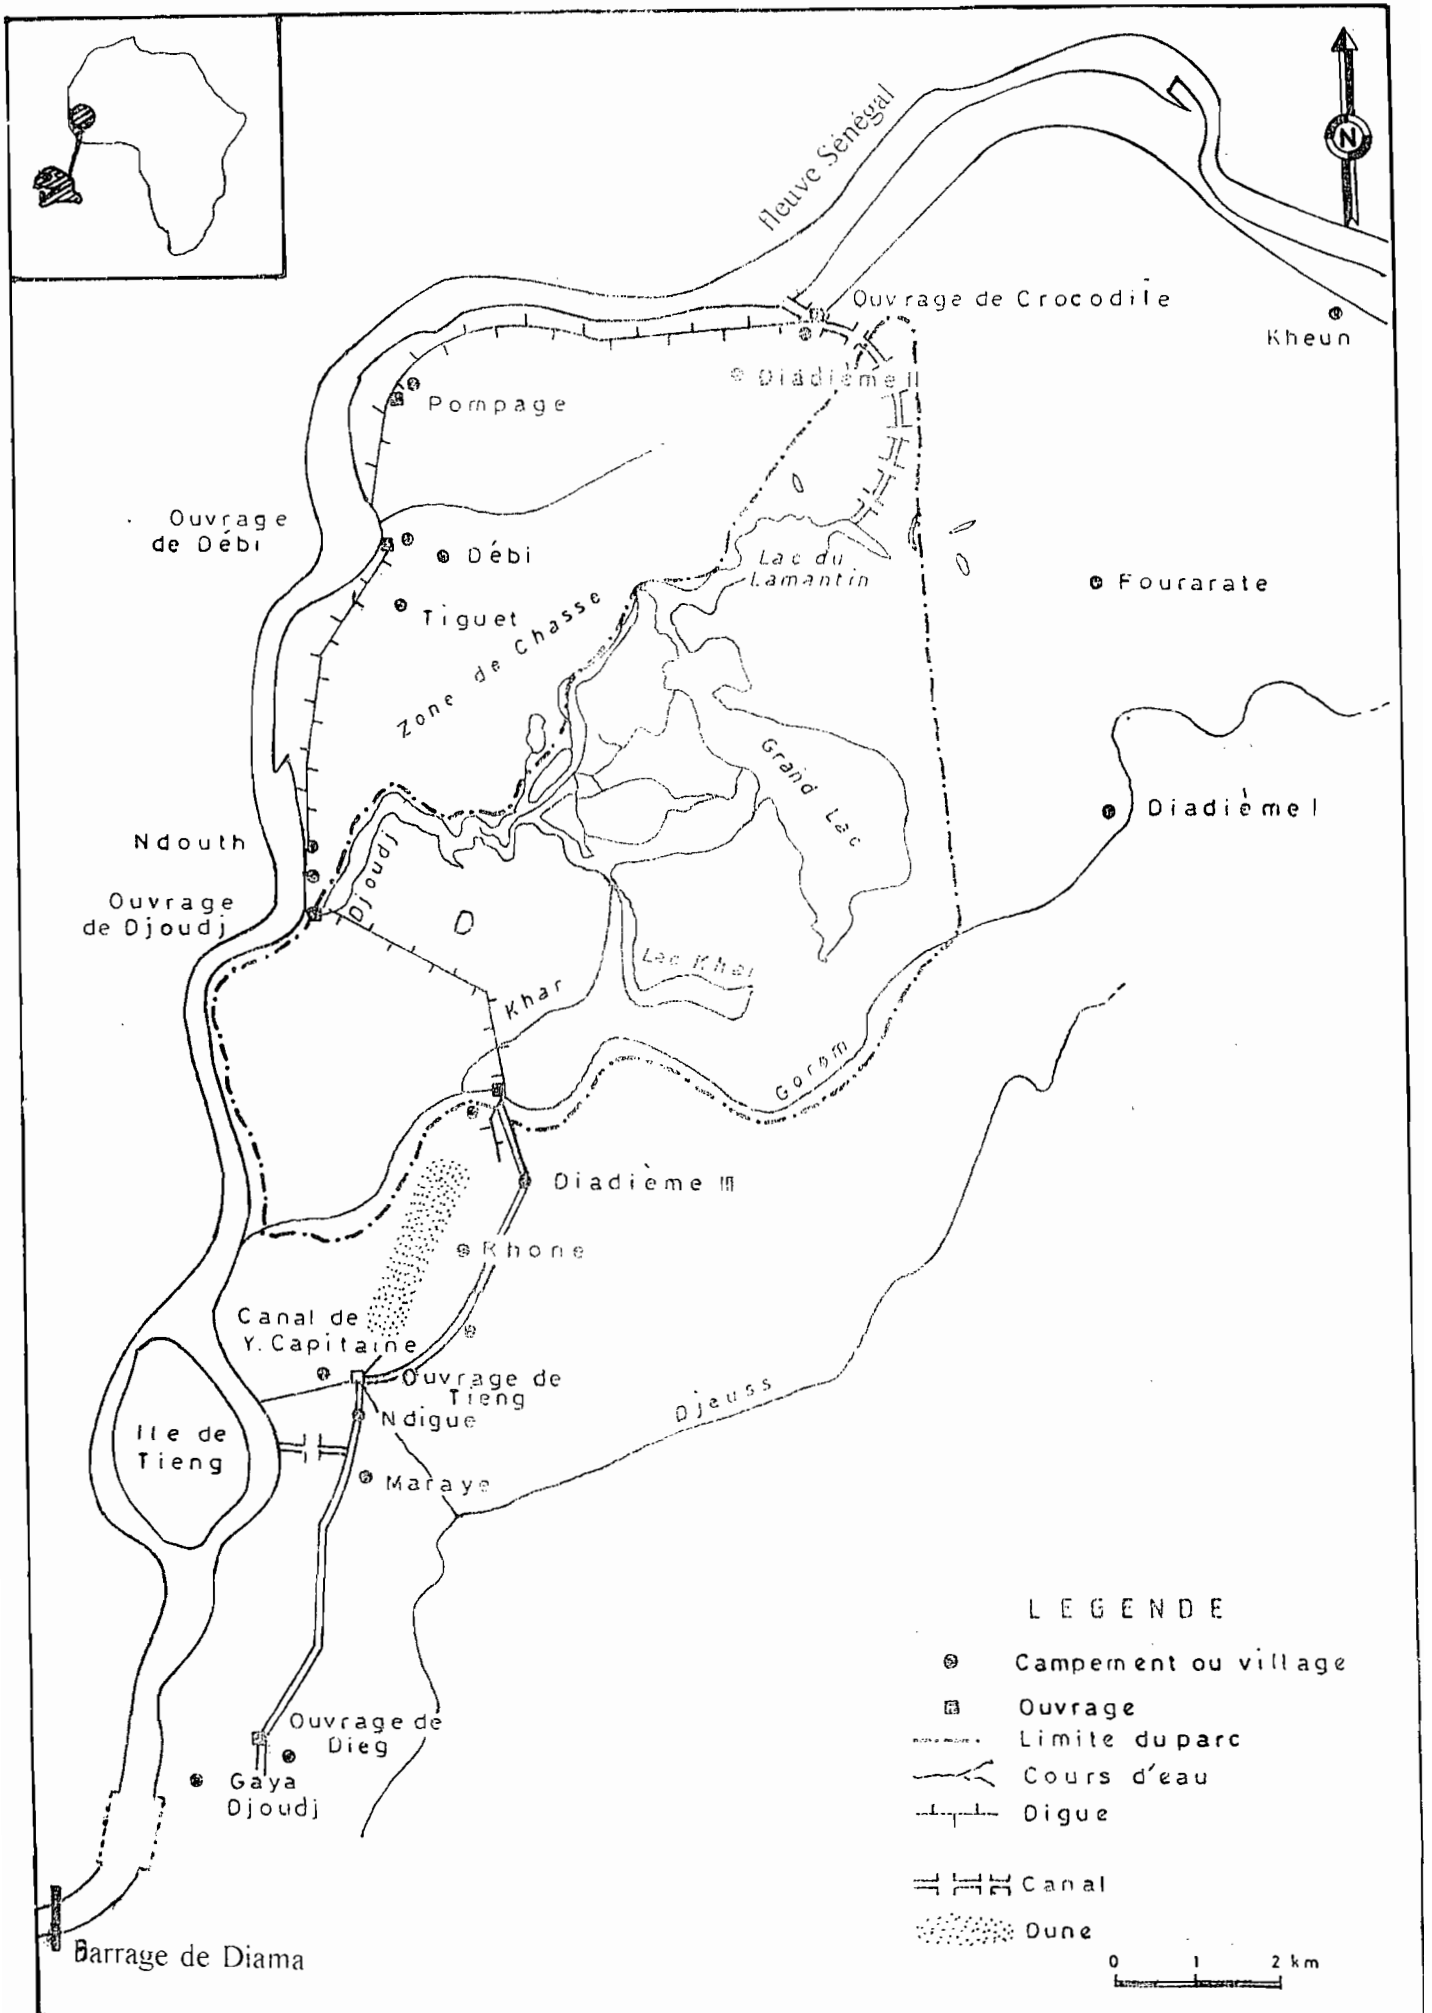 N
fleuve Sénégal
Ouvrage de Crocodile
Kheun
Diadième II
Pompage
Ouvrage
de Débi
Débi
Lac du
Lamantin
Fourarate
Tiguet
Zone de Chasse
Grand Lac
Diadième I
Ndouth
Djoudj
Ouvrage
de Djoudj
Lac Khar
Khar
Gorom
Diadième III
Rhone
Canal de
Y. Capitaine
Ouvrage de
Tieng
Ndigue
Ile de
Tieng
Djeuss
Maraye
LEGENDE
Campement ou village
Ouvrage
Limite du parc
Cours d'eau
Digue
Canal
Dune
0 1 2 km
Ouvrage de
Dieg
Gaya
Djoudj
Barrage de Diama